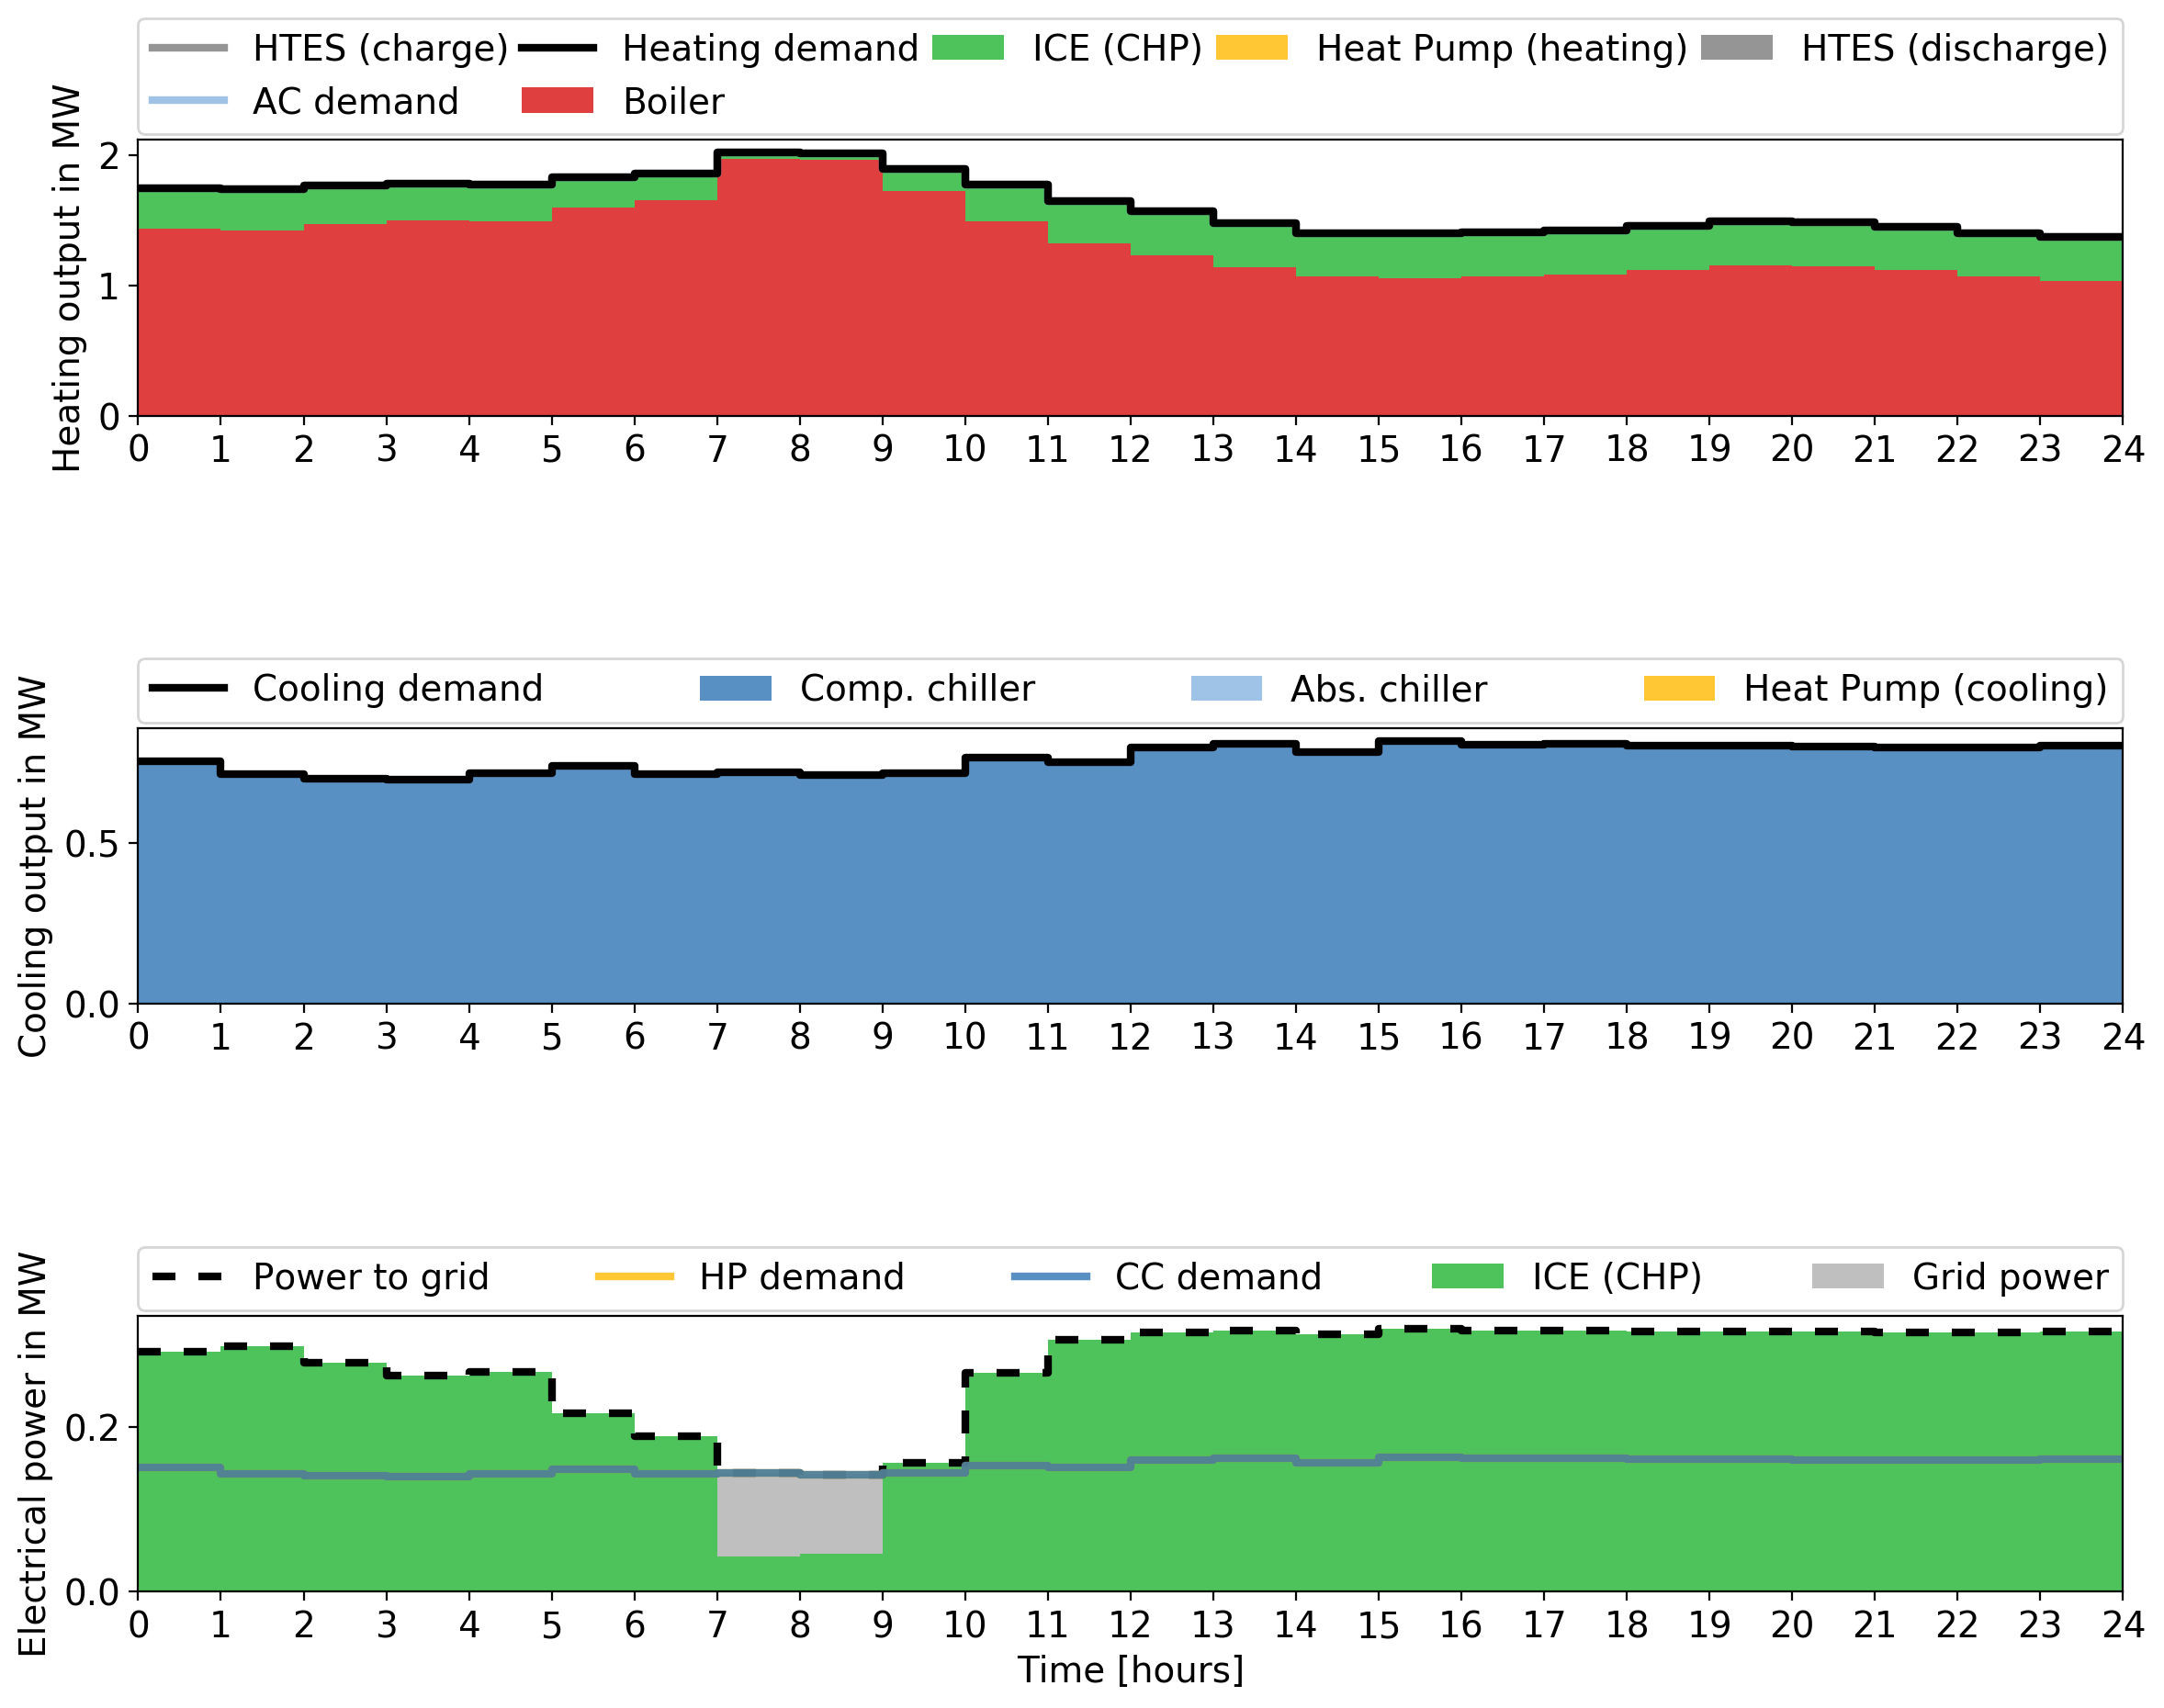 HTES (charge) Heating demand ICE (CHP) Heat Pump (heating) HTES (discharge)
AC demand Boiler
Heating output in MW
2
1
0
0 1 2 3 4 5 6 7 8 9 10 11 12 13 14 15 16 17 18 19 20 21 22 23 24
Cooling demand Comp. chiller Abs. chiller Heat Pump (cooling)
Cooling output in MW
0.5
0.0
0 1 2 3 4 5 6 7 8 9 10 11 12 13 14 15 16 17 18 19 20 21 22 23 24
Power to grid HP demand CC demand ICE (CHP) Grid power
Electrical power in MW
0.2
0.0
0 1 2 3 4 5 6 7 8 9 10 11 12 13 14 15 16 17 18 19 20 21 22 23 24
Time [hours]